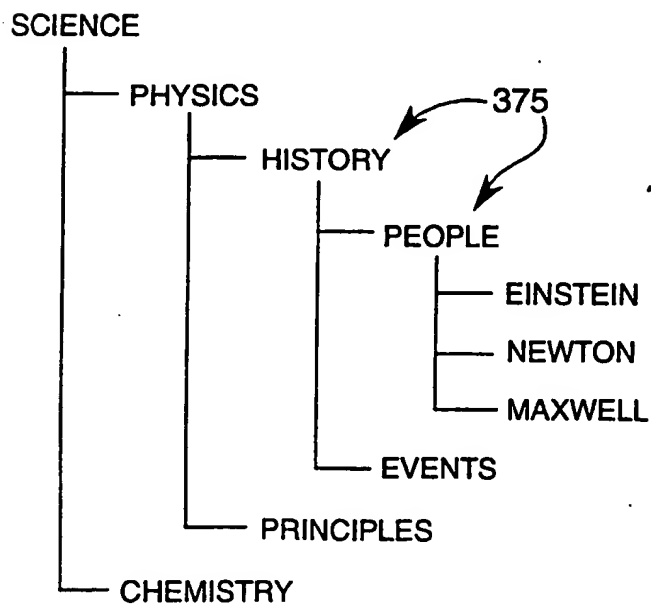 SCIENCE
PHYSICS
375
HISTORY
PEOPLE
EINSTEIN
NEWTON
MAXWELL
EVENTS
PRINCIPLES
CHEMISTRY